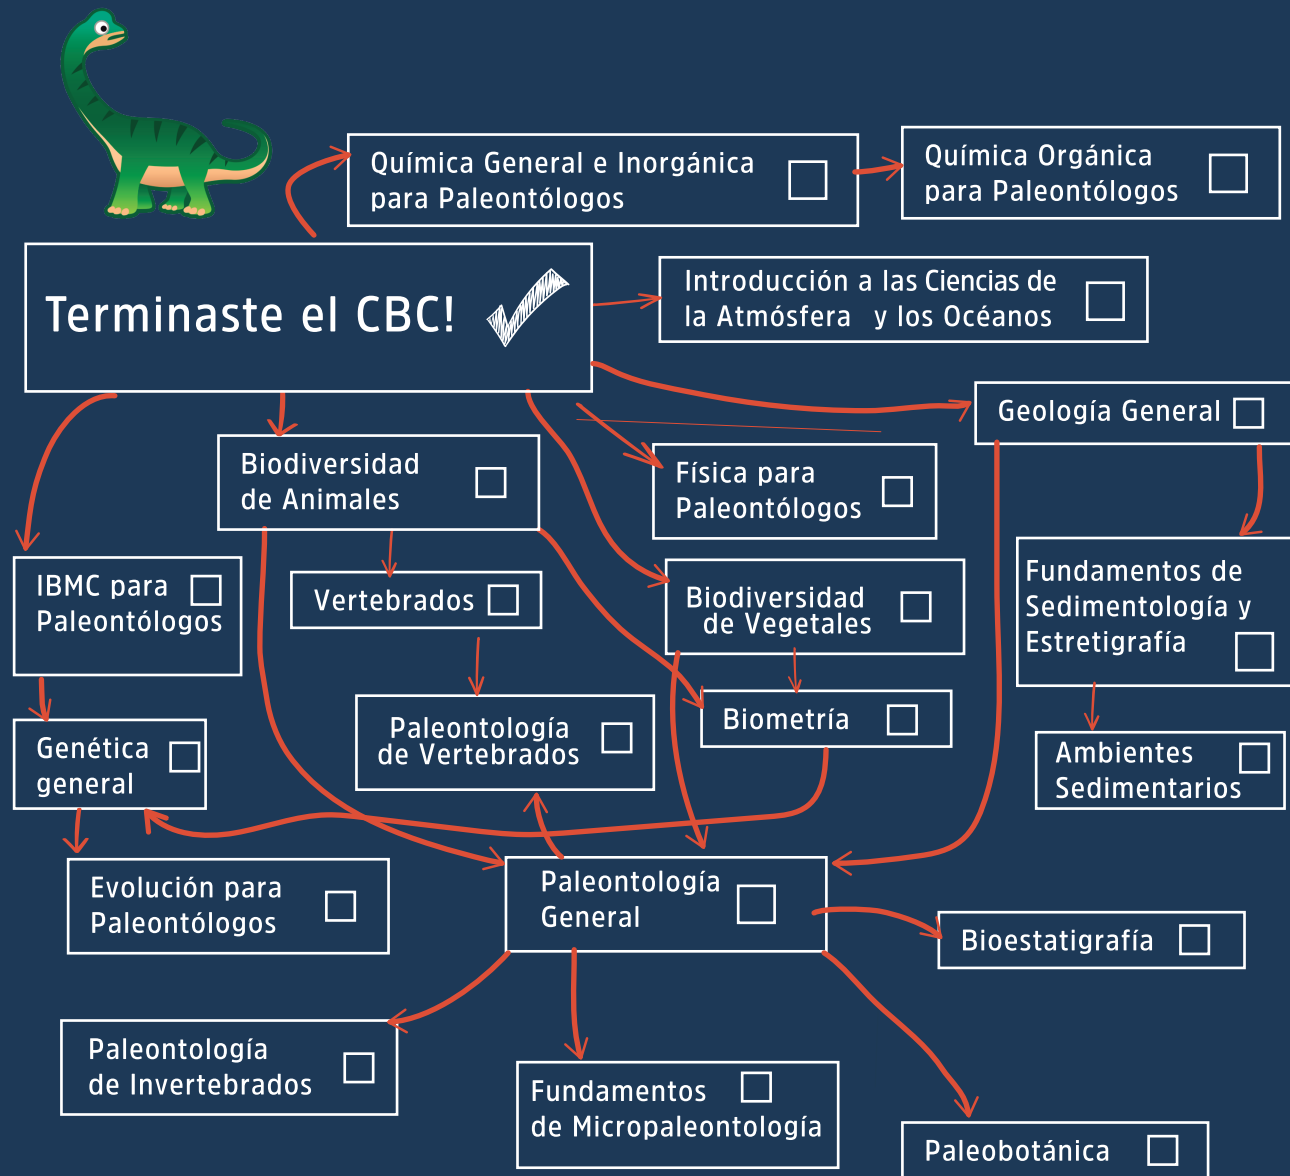 Química General e Inorgánica
para Paleontólogos
Química Orgánica
para Paleontólogos
Terminaste el CBC!
Introducción a las Ciencias de
la Atmósfera y los Océanos
Geología General
Biodiversidad
de Animales
Física para
Paleontólogos
IBMC para
Paleontólogos
Vertebrados
Biodiversidad
de Vegetales
Fundamentos de
Sedimentología y
Estretigrafía
Paleontología
de Vertebrados
Biometría
Genética
general
Ambientes
Sedimentarios
Evolución para
Paleontólogos
Paleontología
General
Bioestatigrafía
Paleontología
de Invertebrados
Fundamentos
de Micropaleontología
Paleobotánica